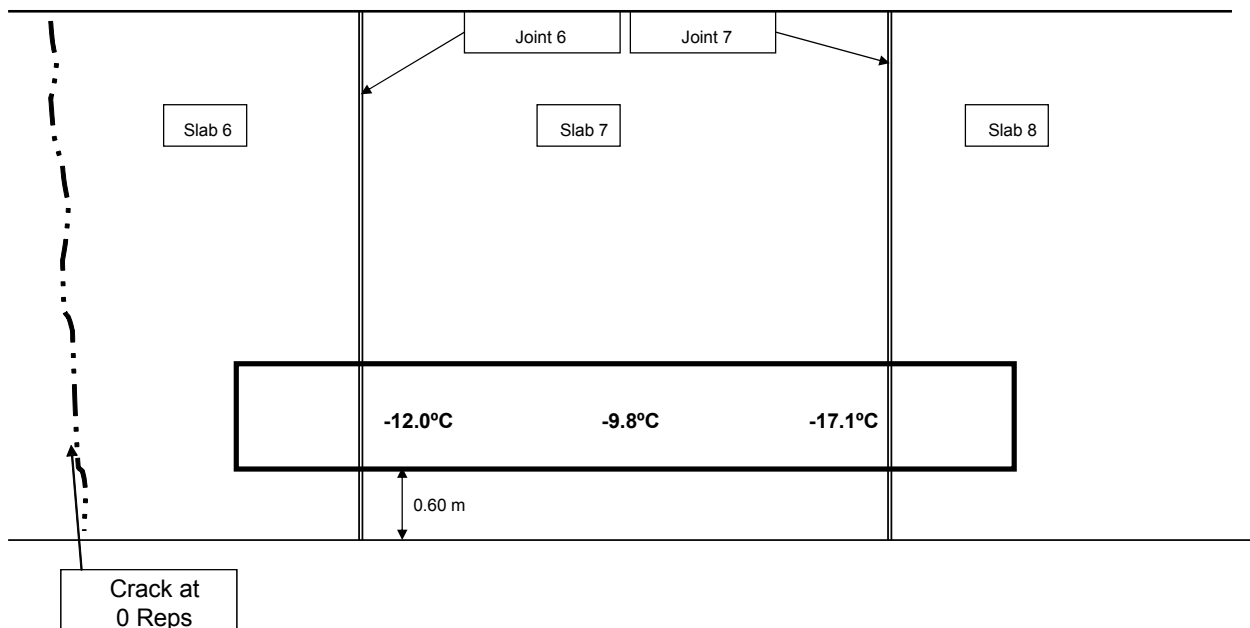 Joint 6
Joint 7
Slab 6
Slab 7
Slab 8
-12.0ºC
-9.8ºC
-17.1ºC
0.60 m
Crack at
0 Reps